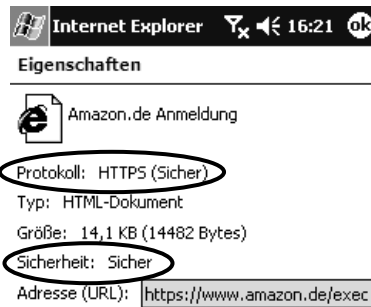 Internet Explorer 16:21 ok
Eigenschaften
Amazon.de Anmeldung
Protokoll: HTTPS (Sicher)
Typ: HTML-Dokument
Größe: 14,1 KB (14482 Bytes)
Sicherheit: Sicher
Adresse (URL): https://www.amazon.de/exec